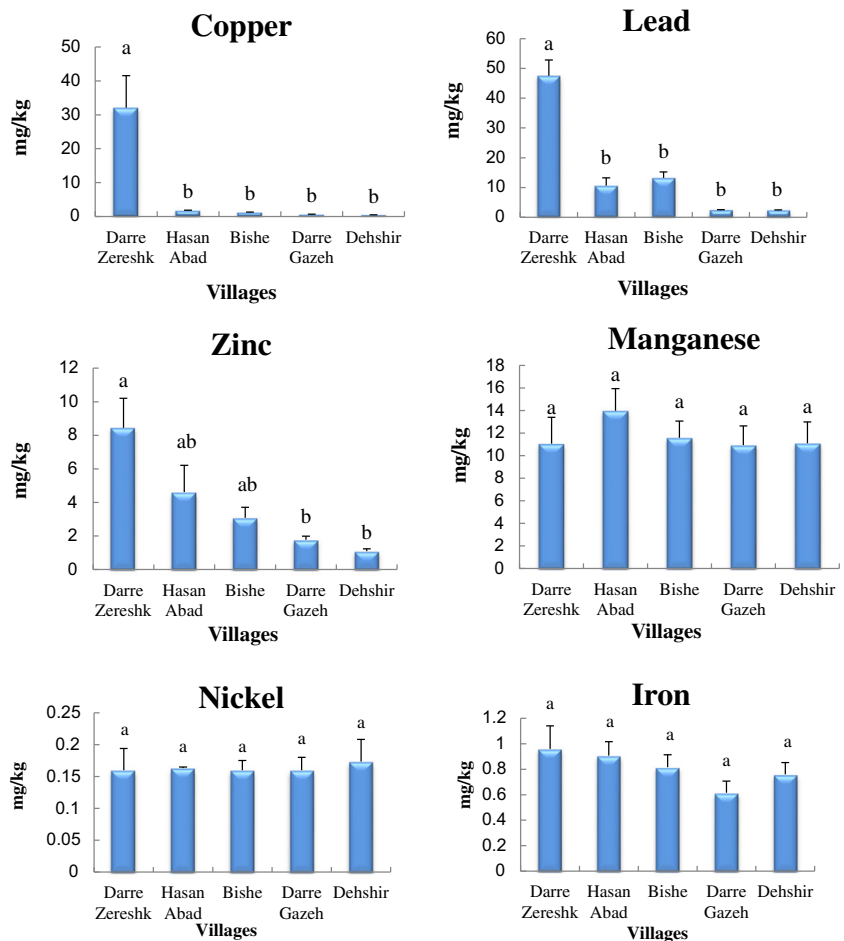 Copper
mg/kg
50
40
30
20
10
0
a
b
b
b
b
Darre Hasan Bishe Darre Dehshir
Zereshk Abad Gazeh
Villages
Lead
mg/kg
60
50
40
30
20
10
0
a
b
b
b
b
Darre Hasan Bishe Darre Dehshir
Zereshk Abad Gazeh
Villages
Zinc
mg/kg
12
10
8
6
4
2
0
a
ab
ab
b
b
Darre Hasan Bishe Darre Dehshir
Zereshk Abad Gazeh
Villages
Manganese
mg/kg
18
16
14
12
10
8
6
4
2
0
a
a
a
a
a
Darre Hasan Bishe Darre Dehshir
Zereshk Abad Gazeh
Villages
Nickel
mg/kg
0.25
0.2
0.15
0.1
0.05
0
a
a
a
a
a
Darre Hasan Bishe Darre Dehshir
Zereshk Abad Gazeh
Villages
Iron
mg/kg
1.2
1
0.8
0.6
0.4
0.2
0
a
a
a
a
a
Darre Hasan Bishe Darre Dehshir
Zereshk Abad Gazeh
Villages